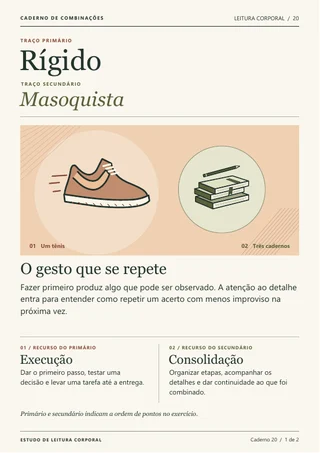 CADERNO DE COMBINAÇÕES
LEITURA CORPORAL / 20
TRAÇO PRIMÁRIO
Rígido
TRAÇO SECUNDÁRIO
Masoquista
01 Um tênis
02 Três cadernos
O gesto que se repete
Fazer primeiro produz algo que pode ser observado. A atenção ao detalhe
entra para entender como repetir um acerto com menos improviso na
próxima vez.
01 / RECURSO DO PRIMÁRIO
Execução
Dar o primeiro passo, testar uma
decisão e levar uma tarefa até a entrega.
02 / RECURSO DO SECUNDÁRIO
Consolidação
Organizar etapas, acompanhar os
detalhes e dar continuidade ao que foi
combinado.
Primário e secundário indicam a ordem de pontos no exercício.
ESTUDO DE LEITURA CORPORAL
Caderno 20 / 1 de 2